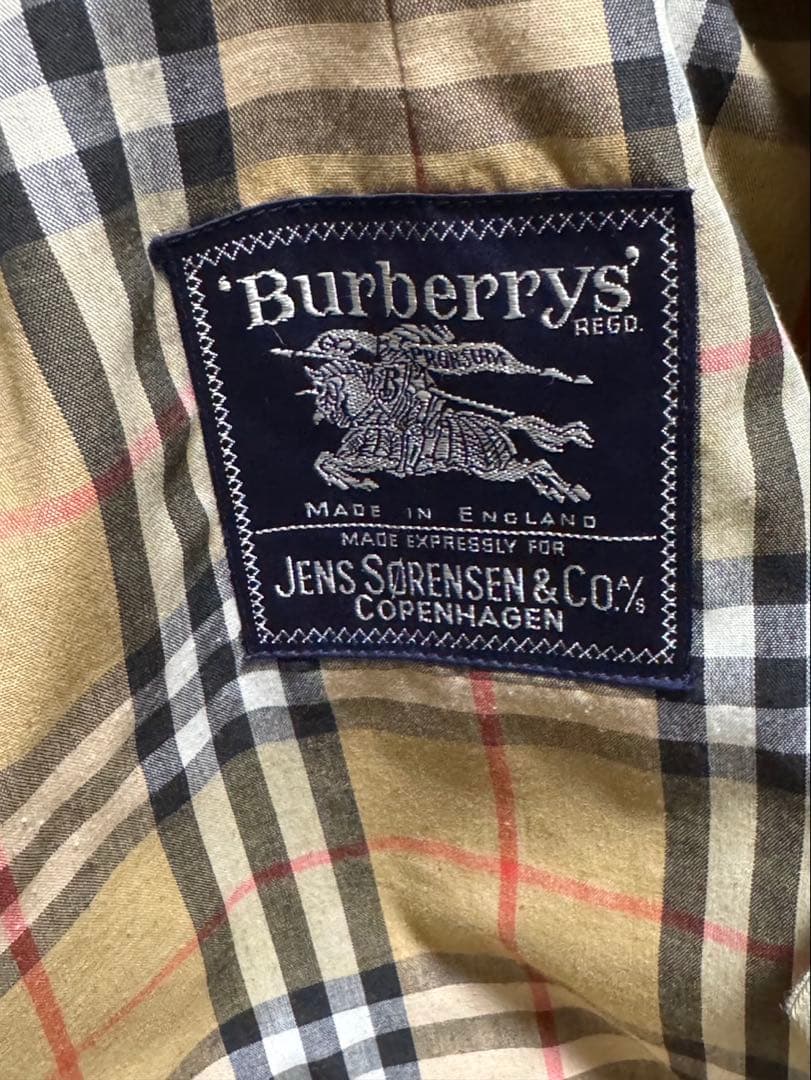 'Burberrys'
REGD.
PRORSUM
B
MADE IN ENGLAND
MADE EXPRESSLY FOR
JENS SØRENSEN & CO. A/S
COPENHAGEN